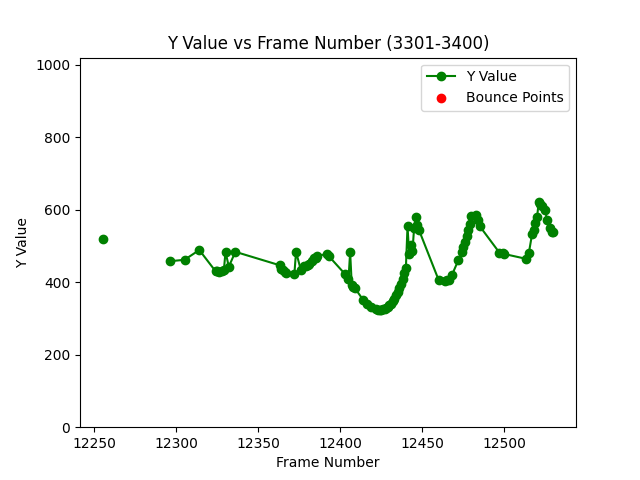 Y Value vs Frame Number (3301-3400)
Y Value
Bounce Points
1000
800
600
400
200
0
Y Value
12250 12300 12350 12400 12450 12500
Frame Number